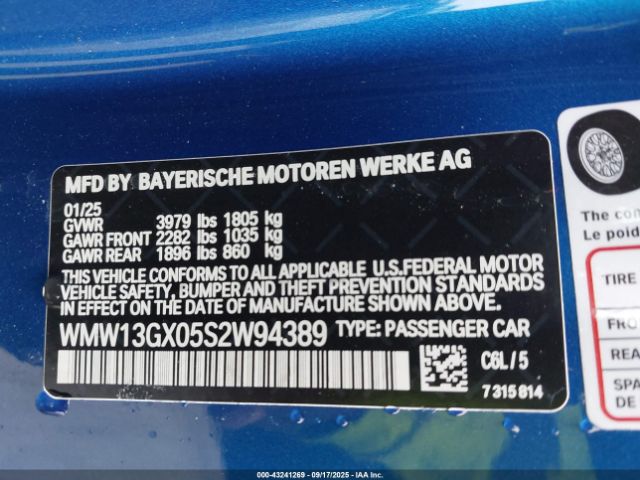 MFD BY BAYERISCHE MOTOREN WERKE AG
01/25
GVWR 3979 lbs 1805 kg
GAWR FRONT 2282 lbs 1035 kg
GAWR REAR 1896 lbs 860 kg
THIS VEHICLE CONFORMS TO ALL APPLICABLE U.S.FEDERAL MOTOR
VEHICLE SAFETY, BUMPER AND THEFT PREVENTION STANDARDS
IN EFFECT ON THE DATE OF MANUFACTURE SHOWN ABOVE.
WMW13GX05S2W94389 TYPE: PASSENGER CAR
C6L / 5
7 315 814
The con
Le poid
TIRE
FRO
REA
SPA
DE
000-43241269 - 09/17/2025 - IAA Inc.